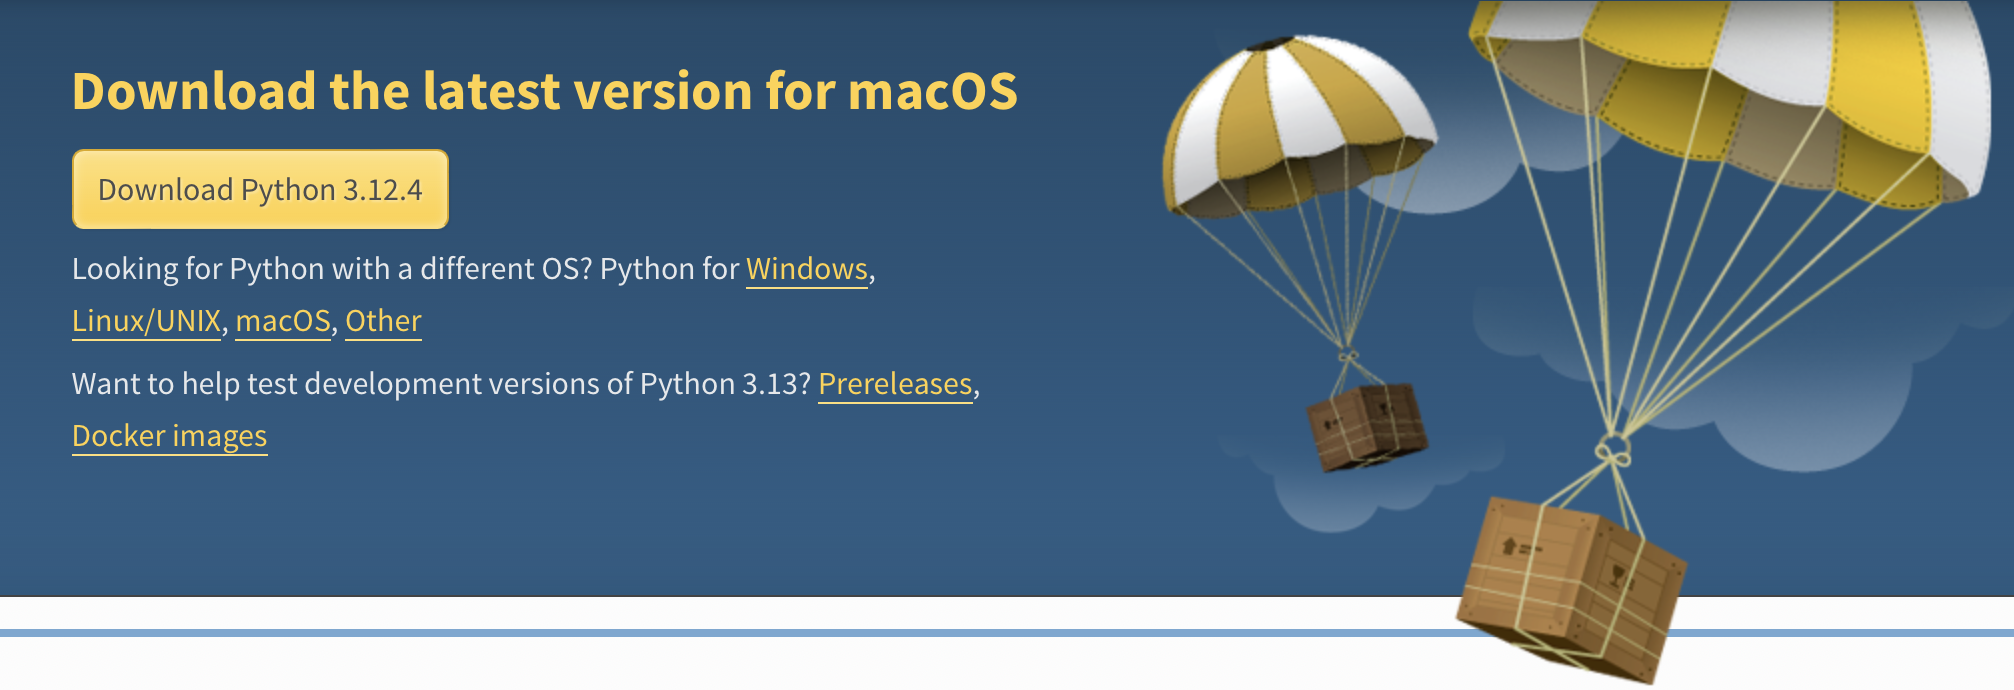 Download the latest version for macOS
Download Python 3.12.4
Looking for Python with a different OS? Python for Windows,
Linux/UNIX, macOS, Other
Want to help test development versions of Python 3.13? Prereleases,
Docker images